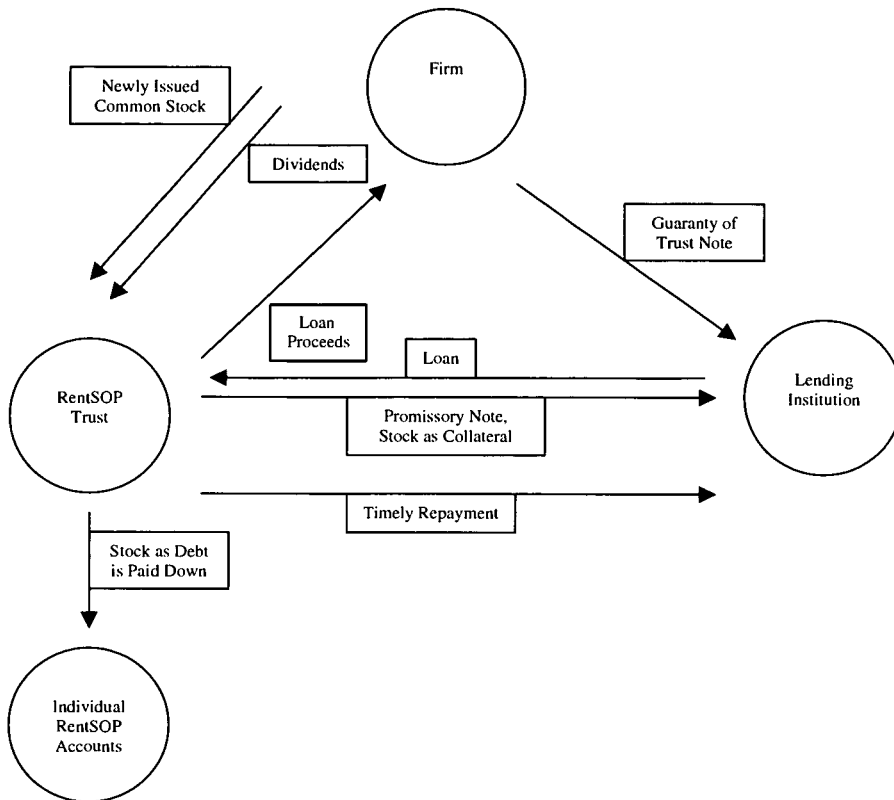 Firm
Newly Issued
Common Stock
Dividends
Guaranty of
Trust Note
Loan
Proceeds
Loan
RentSOP
Trust
Lending
Institution
Promissory Note,
Stock as Collateral
Timely Repayment
Stock as Debt
is Paid Down
Individual
RentSOP
Accounts